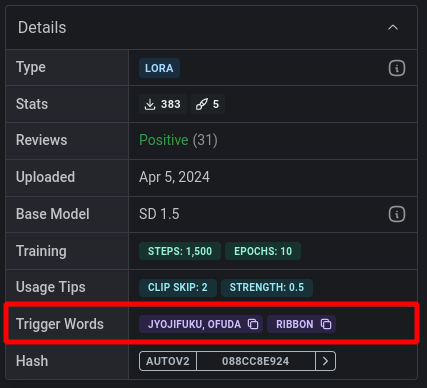 Details
Type LORA
Stats 383 5
Reviews Positive (31)
Uploaded Apr 5, 2024
Base Model SD 1.5
Training STEPS: 1,500 EPOCHS: 10
Usage Tips CLIP SKIP: 2 STRENGTH: 0.5
Trigger Words JYOJIFUKU, OFUDA RIBBON
Hash AUTOV2 088CC8E924